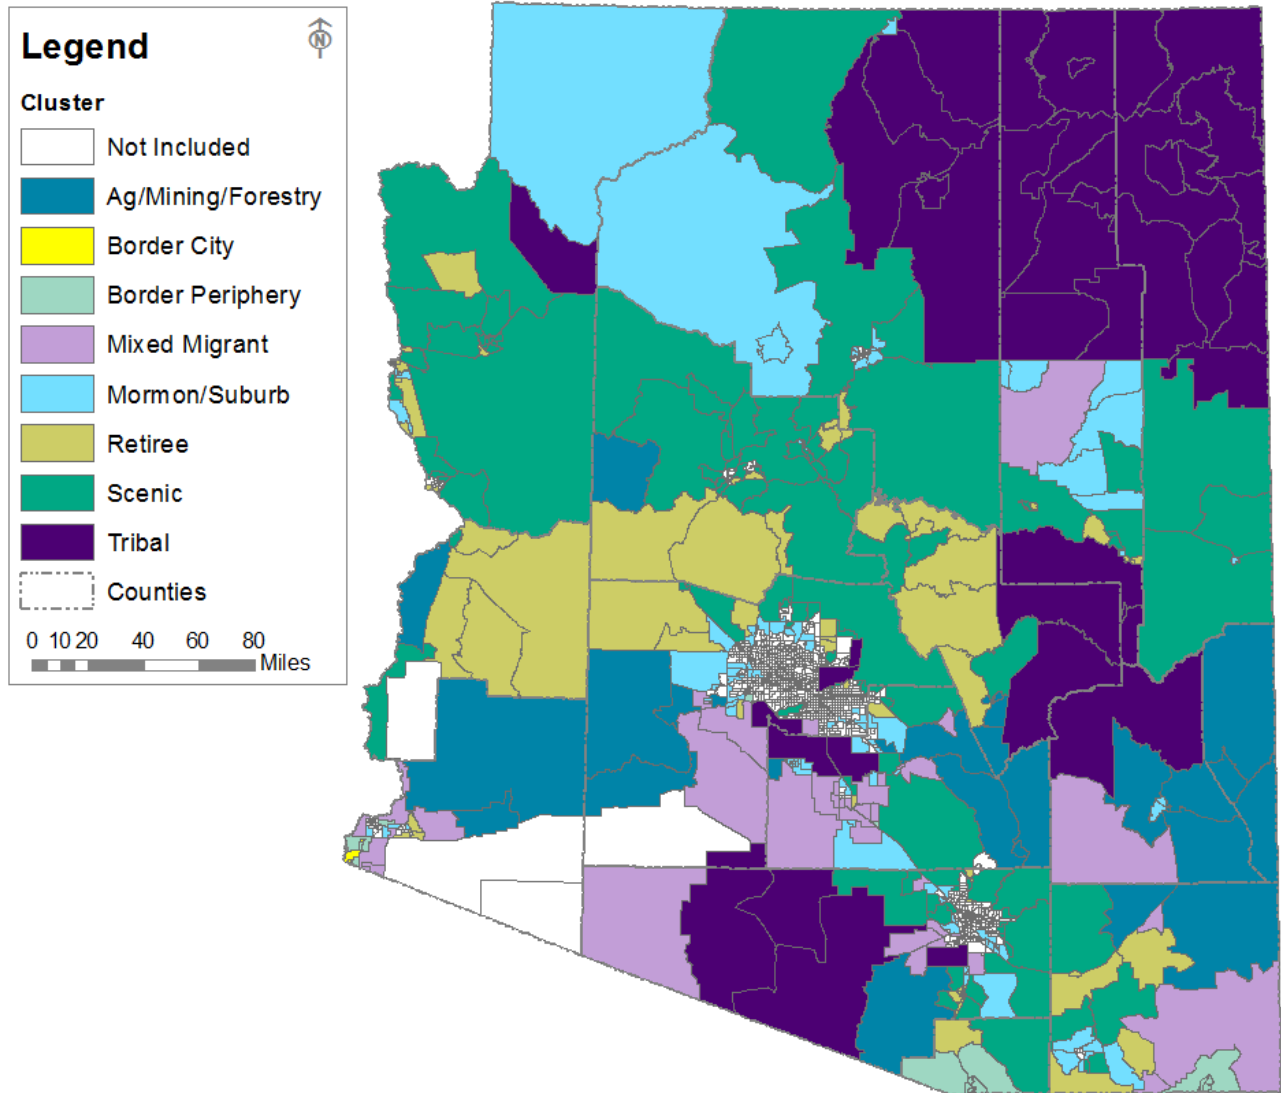 Legend
N
Cluster
Not Included
Ag/Mining/Forestry
Border City
Border Periphery
Mixed Migrant
Mormon/Suburb
Retiree
Scenic
Tribal
Counties
0 10 20 40 60 80
Miles